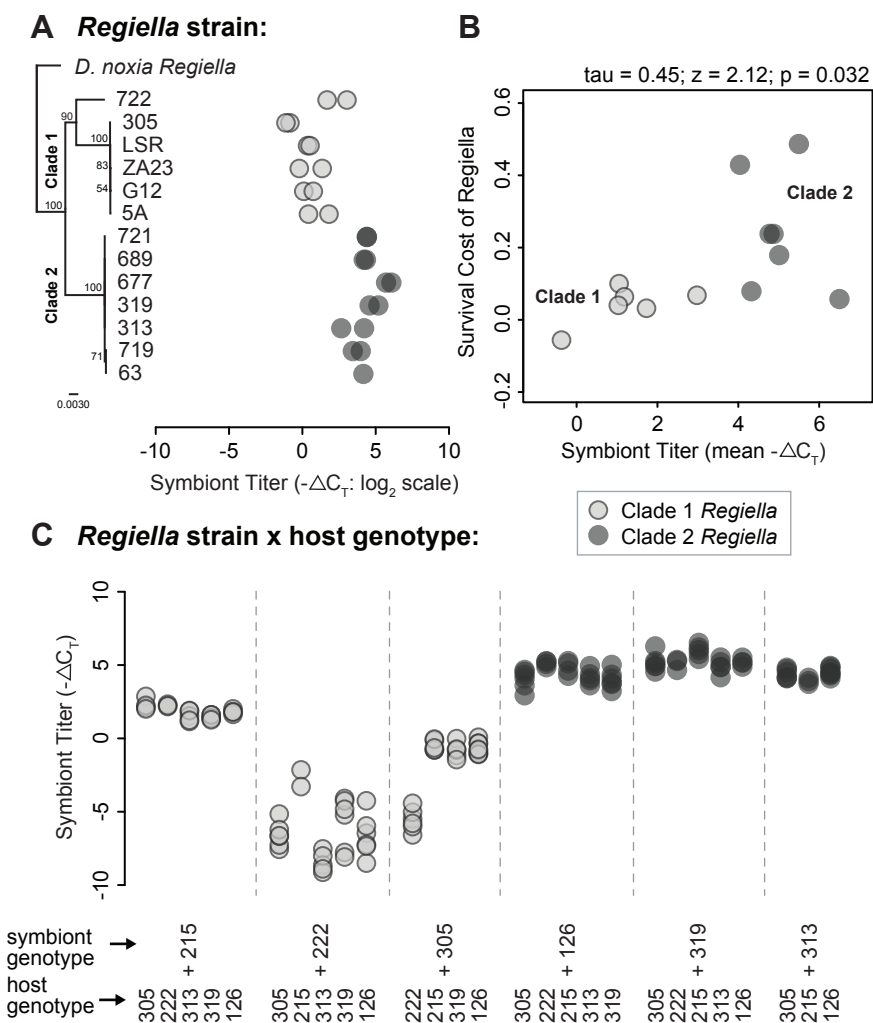 A Regiella strain:
D. noxia Regiella
722
305
LSR
ZA23
G12
5A
721
689
677
319
313
719
63
90
100
83
54
100
100
71
Clade 1
Clade 2
0.0030
-10 -5 0 5 10
Symbiont Titer (-△C_T: log_2 scale)
B
tau = 0.45; z = 2.12; p = 0.032
Survival Cost of Regiella
0.6
0.4
0.2
0.0
-0.2
Clade 2
Clade 1
0 2 4 6
Symbiont Titer (mean -△C_T)
Clade 1 Regiella
Clade 2 Regiella
C Regiella strain x host genotype:
Symbiont Titer (-△C_T)
10
5
0
-5
-10
symbiont genotype
+ 215 + 222 + 305 + 126 + 319 + 313
host genotype
305 222 313 319 126 305 215 313 319 126 222 215 319 126 305 222 215 313 319 305 222 215 313 126 305 215 126